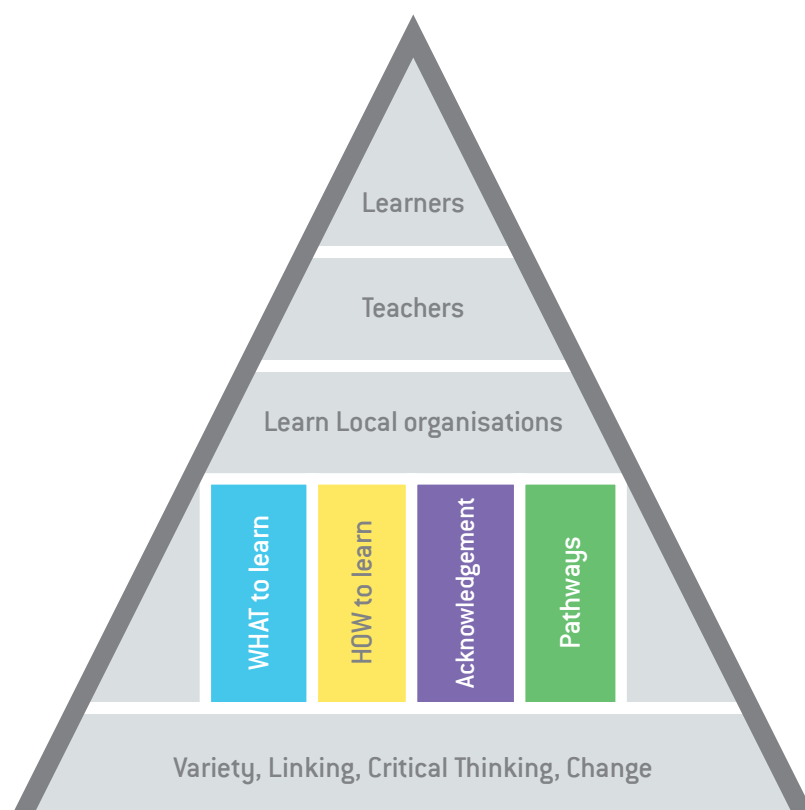 Learners
Teachers
Learn Local organisations
WHAT to learn
HOW to learn
Acknowledgement
Pathways
Variety, Linking, Critical Thinking, Change